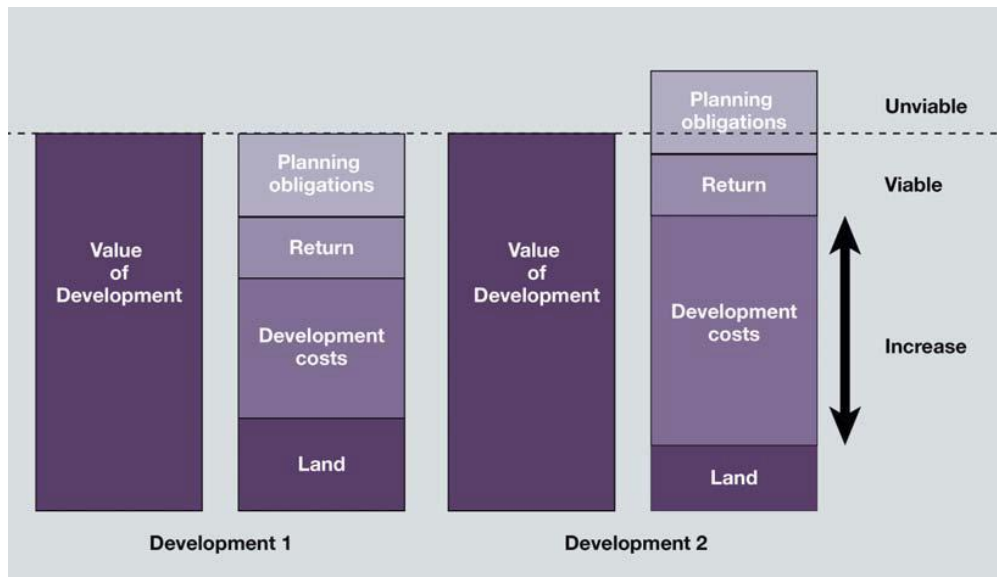 Value
of
Development
Planning
obligations
Return
Development
costs
Land
Development 1
Value
of
Development
Planning
obligations
Return
Development
costs
Land
Development 2
Unviable
Viable
Increase